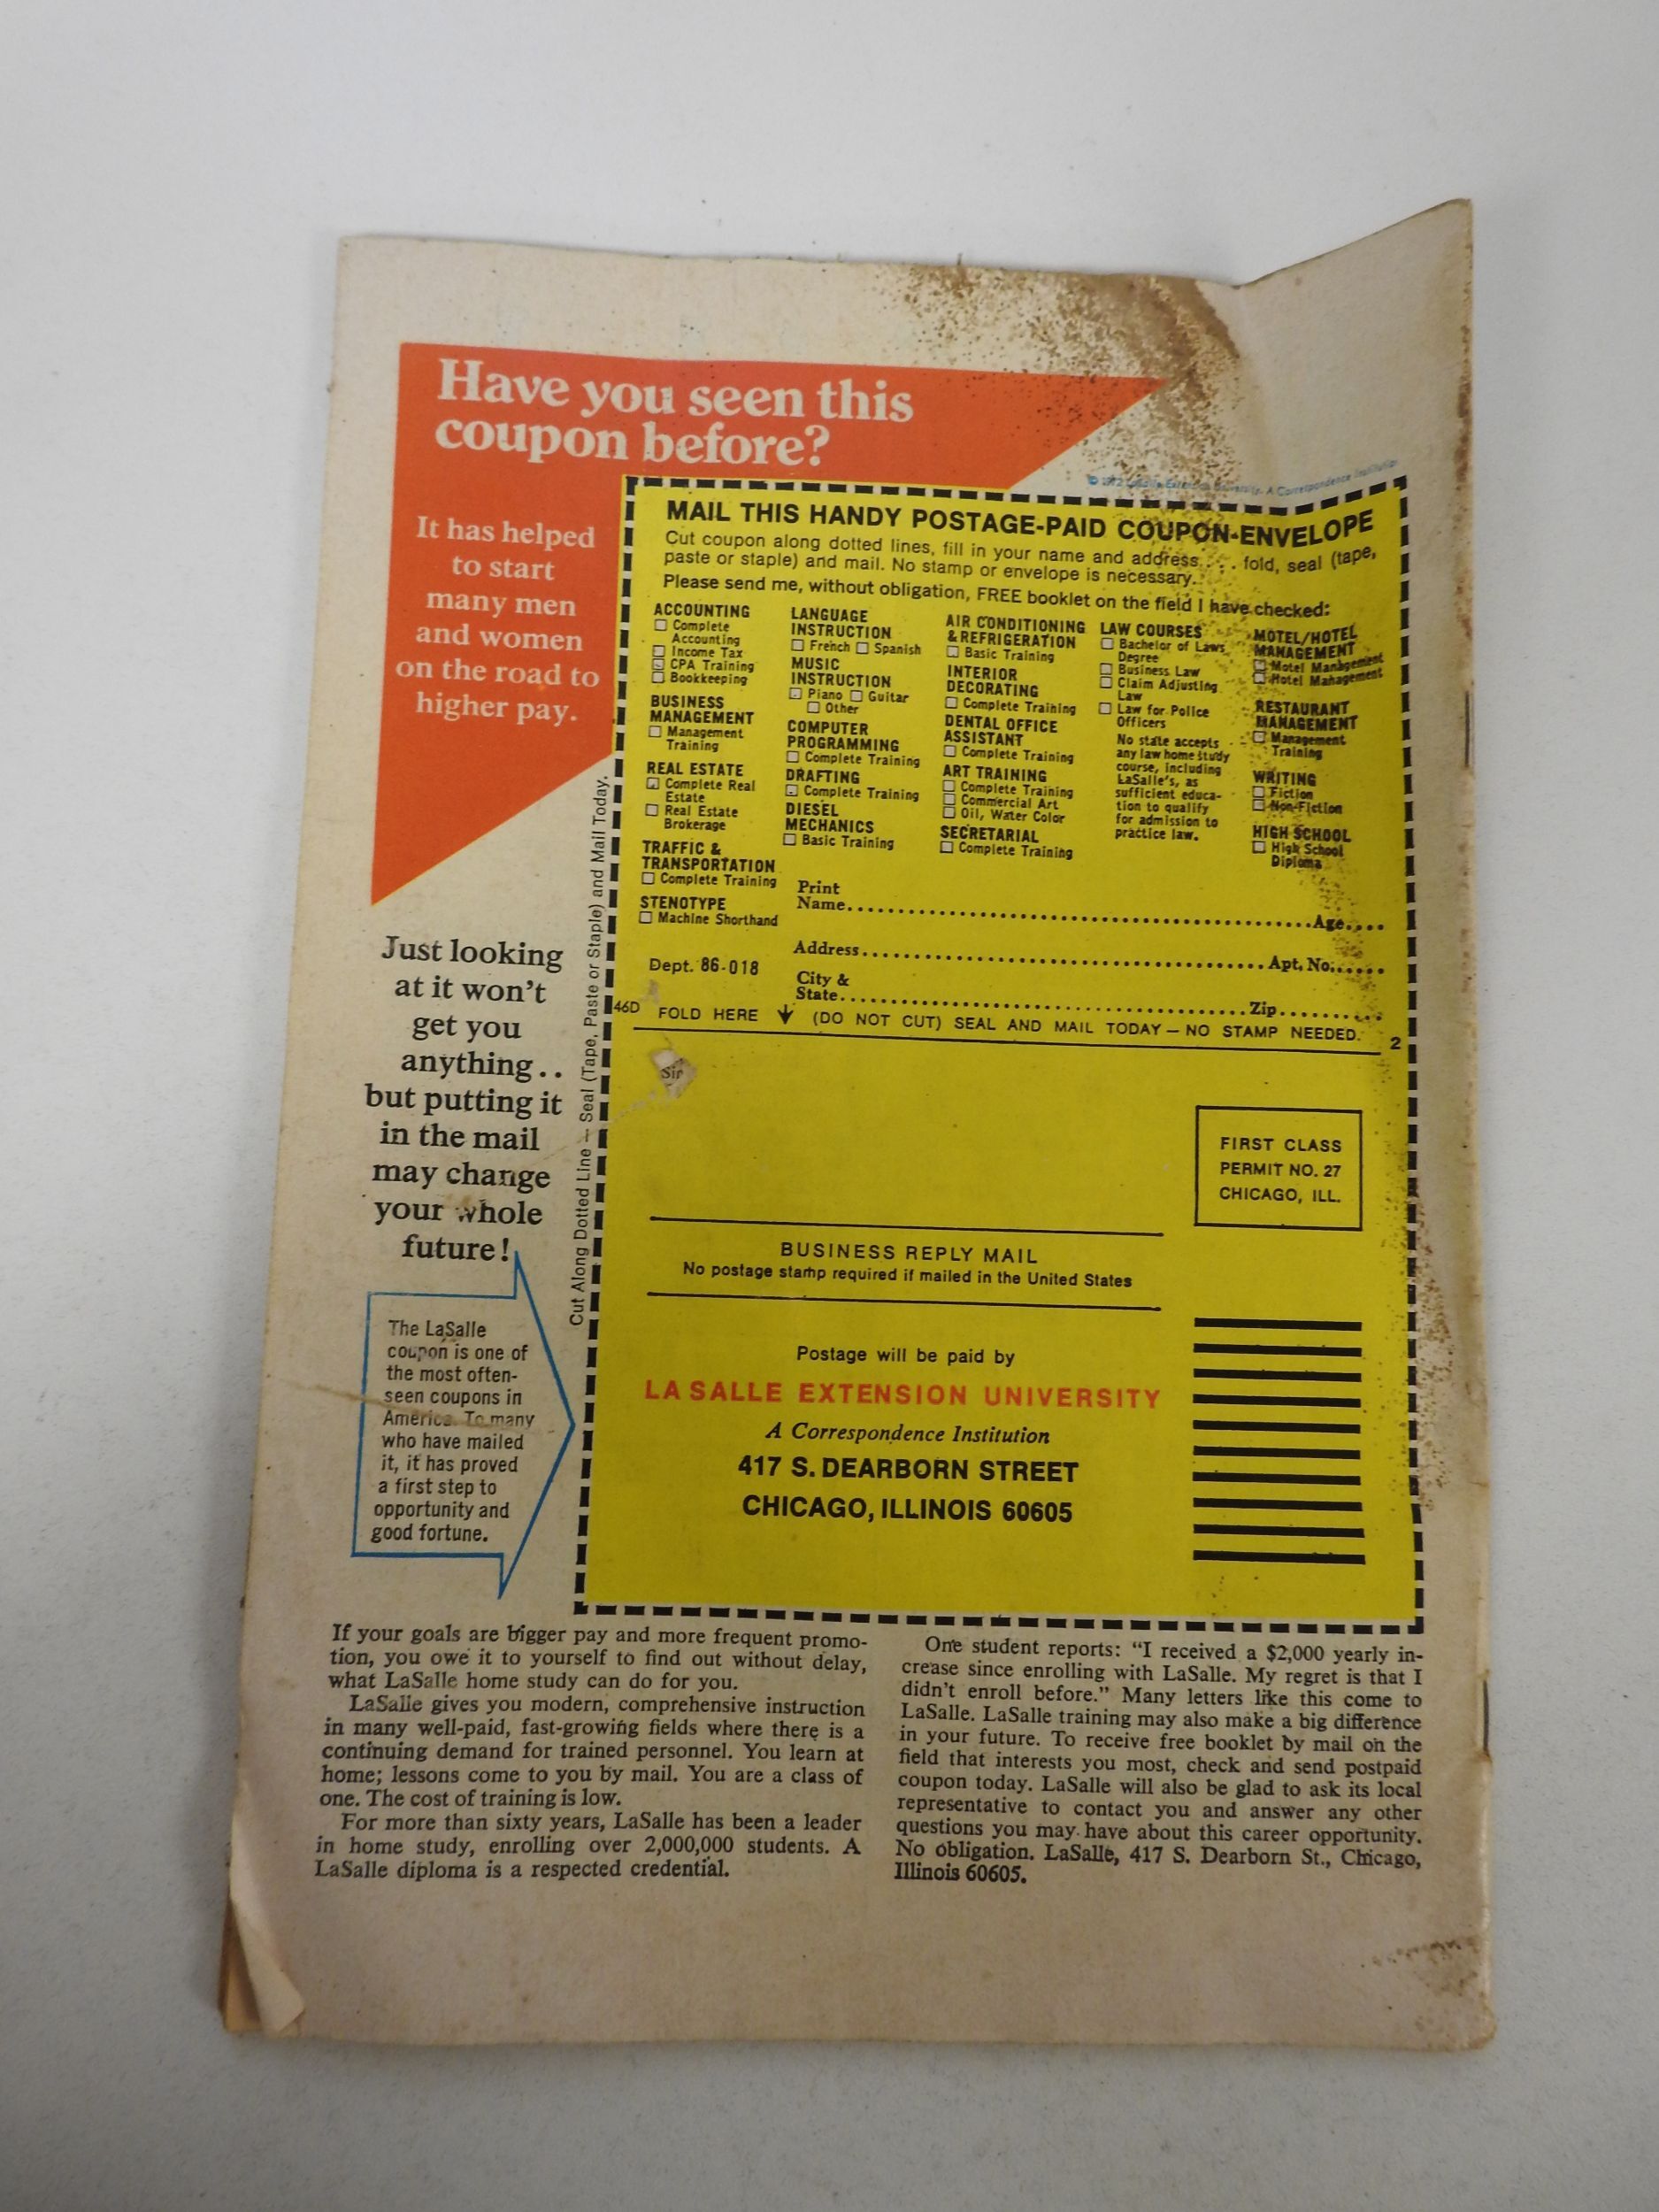 Have you seen this
coupon before?
It has helped
to start
many men
and women
on the road to
higher pay.
Just looking
at it won't
get you
anything..
but putting it
in the mail
may change
your whole
future!
The LaSalle
coupon is one of
the most often-
seen coupons in
America. To many
who have mailed
it, it has proved
a first step to
opportunity and
good fortune.
Cut Along Dotted Line — Seal (Tape, Paste or Staple) and Mail Today.
© 1972 LaSalle Extension University. A Correspondence Institution
MAIL THIS HANDY POSTAGE-PAID COUPON-ENVELOPE
Cut coupon along dotted lines, fill in your name and address.... fold, seal (tape,
paste or staple) and mail. No stamp or envelope is necessary.
Please send me, without obligation, FREE booklet on the field I have checked:
ACCOUNTING
☐ Complete
Accounting
☐ Income Tax
☐ CPA Training
☐ Bookkeeping
BUSINESS
MANAGEMENT
☐ Management
Training
REAL ESTATE
☐ Complete Real
Estate
☐ Real Estate
Brokerage
TRAFFIC &
TRANSPORTATION
☐ Complete Training
STENOTYPE
☐ Machine Shorthand
LANGUAGE
INSTRUCTION
☐ French ☐ Spanish
MUSIC
INSTRUCTION
☐ Piano ☐ Guitar
☐ Other
COMPUTER
PROGRAMMING
☐ Complete Training
DRAFTING
☐ Complete Training
DIESEL
MECHANICS
☐ Basic Training
AIR CONDITIONING
& REFRIGERATION
☐ Basic Training
INTERIOR
DECORATING
☐ Complete Training
DENTAL OFFICE
ASSISTANT
☐ Complete Training
ART TRAINING
☐ Complete Training
☐ Commercial Art
☐ Oil, Water Color
SECRETARIAL
☐ Complete Training
LAW COURSES
☐ Bachelor of Laws
Degree
☐ Business Law
☐ Claim Adjusting
Law
☐ Law for Police
Officers
No state accepts
any law home study
course, including
LaSalle's, as
sufficient educa-
tion to qualify
for admission to
practice law.
MOTEL/HOTEL
MANAGEMENT
☐ Motel Management
☐ Hotel Management
RESTAURANT
MANAGEMENT
☐ Management
Training
WRITING
☐ Fiction
☐ Non-Fiction
HIGH SCHOOL
☐ High School
Diploma
Print
Name..........Age....
Address..........Apt. No......
Dept. 86-018
City &
State..........Zip..........
46D FOLD HERE ↓ (DO NOT CUT) SEAL AND MAIL TODAY — NO STAMP NEEDED. 2
Sir
FIRST CLASS
PERMIT NO. 27
CHICAGO, ILL.
BUSINESS REPLY MAIL
No postage stamp required if mailed in the United States
Postage will be paid by
LA SALLE EXTENSION UNIVERSITY
A Correspondence Institution
417 S. DEARBORN STREET
CHICAGO, ILLINOIS 60605
If your goals are bigger pay and more frequent promo-
tion, you owe it to yourself to find out without delay,
what LaSalle home study can do for you.
LaSalle gives you modern, comprehensive instruction
in many well-paid, fast-growing fields where there is a
continuing demand for trained personnel. You learn at
home; lessons come to you by mail. You are a class of
one. The cost of training is low.
For more than sixty years, LaSalle has been a leader
in home study, enrolling over 2,000,000 students. A
LaSalle diploma is a respected credential.
One student reports: "I received a $2,000 yearly in-
crease since enrolling with LaSalle. My regret is that I
didn't enroll before." Many letters like this come to
LaSalle. LaSalle training may also make a big difference
in your future. To receive free booklet by mail on the
field that interests you most, check and send postpaid
coupon today. LaSalle will also be glad to ask its local
representative to contact you and answer any other
questions you may have about this career opportunity.
No obligation. LaSalle, 417 S. Dearborn St., Chicago,
Illinois 60605.